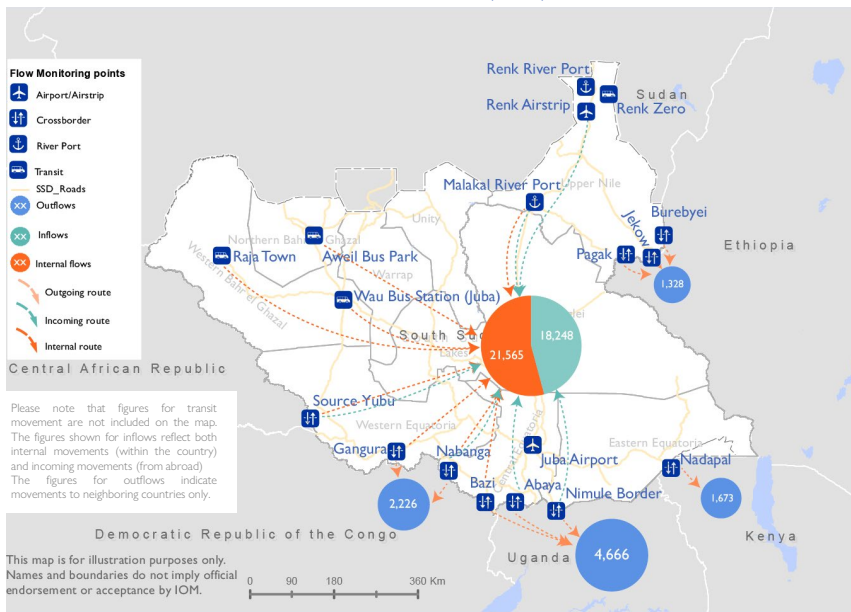 Flow Monitoring points
Airport/Airstrip
Crossborder
River Port
Transit
SSD_Roads
XX Outflows
XX Inflows
XX Internal flows
Outgoing route
Incoming route
Internal route
Renk River Port
Sudan
Renk Airstrip
Renk Zero
Malakal River Port
Upper Nile
Unity
Burebyei
Jekow
Pagak
Ethiopia
1,328
Northern Bahr el Ghazal
Aweil Bus Park
Raja Town
Western Bahr el Ghazal
Warrap
Wau Bus Station (Juba)
South
18,248
21,565
Lakes
Central African Republic
Please note that figures for transit
movement are not included on the map.
The figures shown for inflows reflect both
internal movements (within the country)
and incoming movements (from abroad)
The figures for outflows indicate
movements to neighboring countries only.
Source Yubu
Western Equatoria
Gangura
Nabanga
Juba Airport
Eastern Equatoria
Nadapal
Bazi
Abaya
Nimule Border
2,226
1,673
4,666
Democratic Republic of the Congo
Uganda
Kenya
This map is for illustration purposes only.
Names and boundaries do not imply official
endorsement or acceptance by IOM.
0 90 180 360 Km